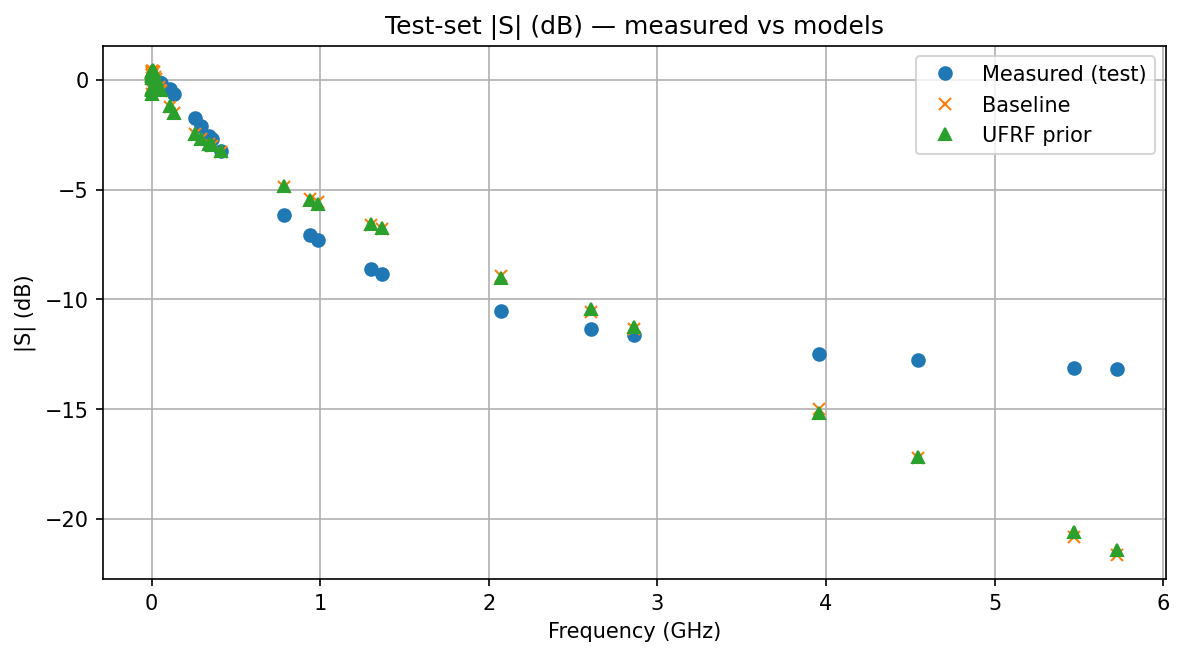 Test-set |S| (dB) — measured vs models
Measured (test)
Baseline
UFRF prior
|S| (dB)
0
−5
−10
−15
−20
0 1 2 3 4 5 6
Frequency (GHz)